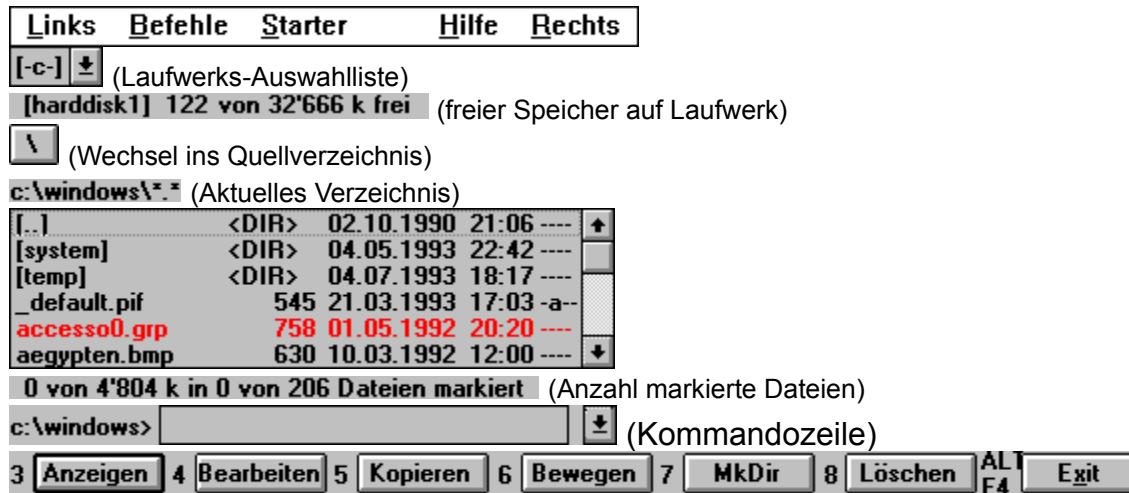 Links Befehle Starter Hilfe Rechts
[-c-] (Laufwerks-Auswahlliste)
[harddisk1] 122 von 32'666 k frei (freier Speicher auf Laufwerk)
\ (Wechsel ins Quellverzeichnis)
c:\windows\*.* (Aktuelles Verzeichnis)
[..] <DIR> 02.10.1990 21:06 ----
[system] <DIR> 04.05.1993 22:42 ----
[temp] <DIR> 04.07.1993 18:17 ----
_default.pif 545 21.03.1993 17:03 -a--
accesso0.grp 758 01.05.1992 20:20 ----
aegypten.bmp 630 10.03.1992 12:00 ----
0 von 4'804 k in 0 von 206 Dateien markiert (Anzahl markierte Dateien)
c:\windows> (Kommandozeile)
3 Anzeigen 4 Bearbeiten 5 Kopieren 6 Bewegen 7 MkDir 8 Löschen ALT F4 Exit